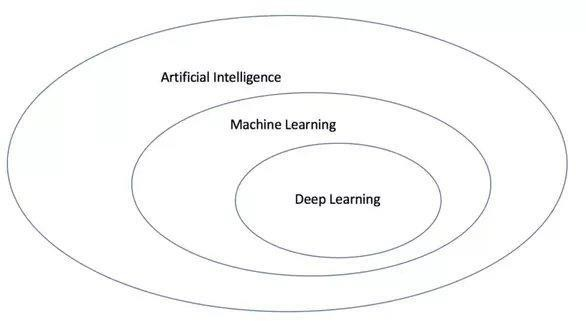 Artificial Intelligence
Machine Learning
Deep Learning